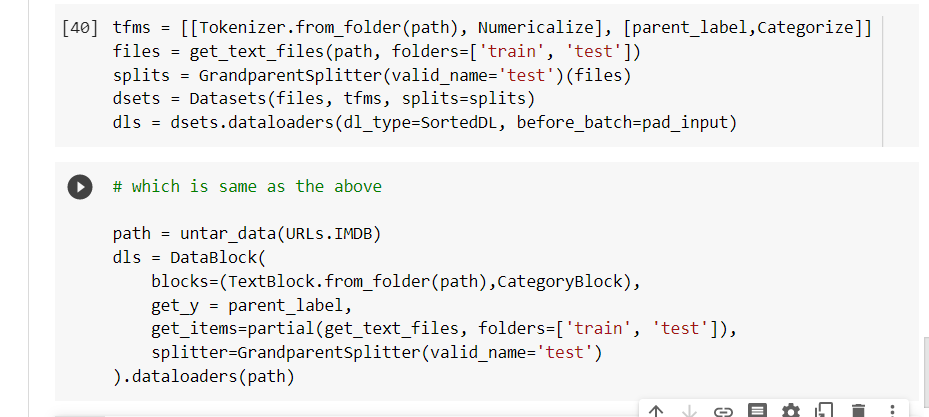 [40] tfms = [[Tokenizer.from_folder(path), Numericalize], [parent_label,Categorize]]
files = get_text_files(path, folders=['train', 'test'])
splits = GrandparentSplitter(valid_name='test')(files)
dsets = Datasets(files, tfms, splits=splits)
dls = dsets.dataloaders(dl_type=SortedDL, before_batch=pad_input)
# which is same as the above
path = untar_data(URLs.IMDB)
dls = DataBlock(
    blocks=(TextBlock.from_folder(path),CategoryBlock),
    get_y = parent_label,
    get_items=partial(get_text_files, folders=['train', 'test']),
    splitter=GrandparentSplitter(valid_name='test')
).dataloaders(path)